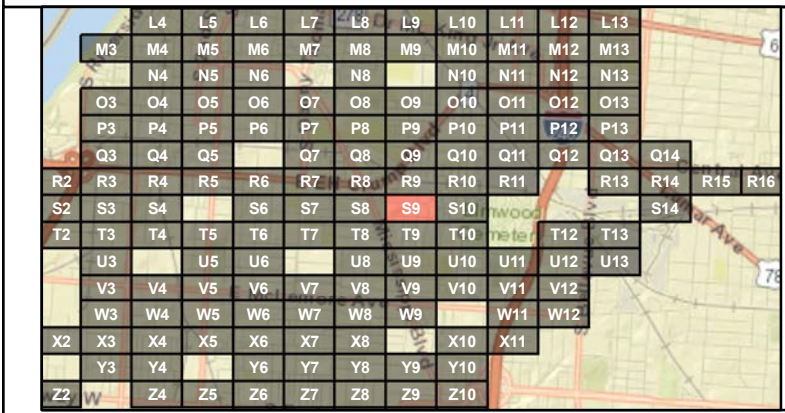 L4 L5 L6 L7 L8 L9 L10 L11 L12 L13
M3 M4 M5 M6 M7 M8 M9 M10 M11 M12 M13
N4 N5 N6 N8 N10 N11 N12 N13
O3 O4 O5 O6 O7 O8 O9 O10 O11 O12 O13
P3 P4 P5 P6 P7 P8 P9 P10 P11 P12 P13
Q3 Q4 Q5 Q7 Q8 Q9 Q10 Q11 Q12 Q13 Q14
R2 R3 R4 R5 R6 R7 R8 R9 R10 R11 R13 R14 R15 R16
S2 S3 S4 S6 S7 S8 S9 S10 S14
T2 T3 T4 T5 T6 T7 T8 T9 T10 T12 T13
U3 U5 U6 U8 U9 U10 U11 U12 U13
78
V3 V4 V5 V6 V7 V8 V9 V10 V11 V12
W3 W4 W5 W6 W7 W8 W9 W11 W12
X2 X3 X4 X5 X6 X7 X8 X10 X11
Y3 Y4 Y6 Y7 Y8 Y9 Y10
Z2 Z4 Z5 Z6 Z7 Z8 Z9 Z10